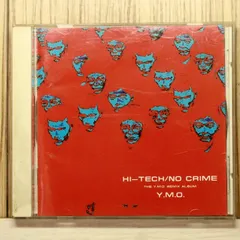 HI-TECH/NO CRIME
THE Y.M.O. REMIX ALBUM
Y.M.O.